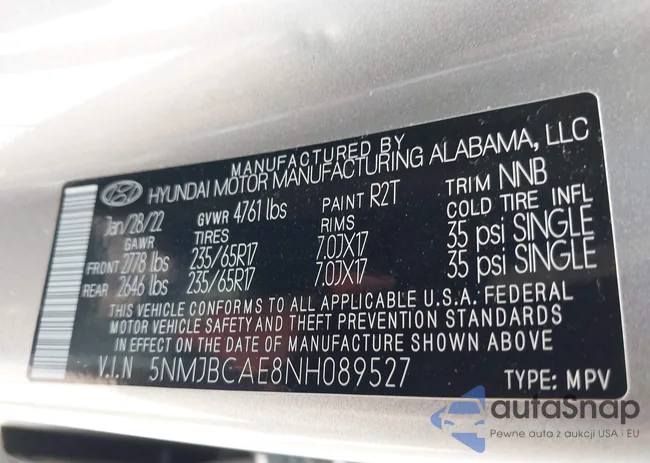 MANUFACTURED BY
HYUNDAI MOTOR MANUFACTURING ALABAMA, LLC
Jan/28/22 GVWR 4761 lbs PAINT R2T TRIM NNB
GAWR TIRES RIMS COLD TIRE INFL
FRONT 2778 lbs 235/65R17 7.0JX17 35 psi SINGLE
REAR 2646 lbs 235/65R17 7.0JX17 35 psi SINGLE
THIS VEHICLE CONFORMS TO ALL APPLICABLE U.S.A. FEDERAL
MOTOR VEHICLE SAFETY AND THEFT PREVENTION STANDARDS
IN EFFECT ON THE DATE OF MANUFACTURE SHOWN ABOVE
V.I.N 5NMJBCAE8NH089527 TYPE: MPV
autoSnap
Pewne auta z aukcji USA i EU